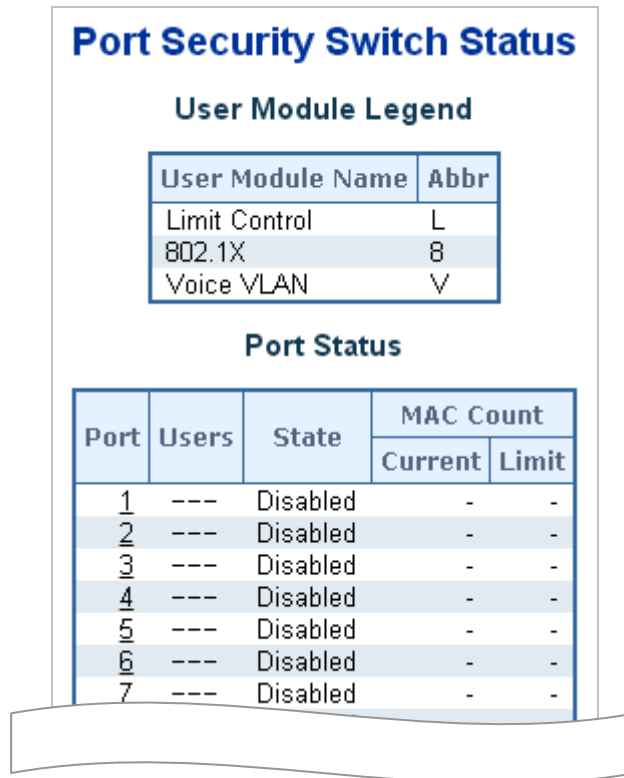 Port Security Switch Status
User Module Legend
User Module Name Abbr
Limit Control L
802.1X 8
Voice VLAN V
Port Status
Port Users State MAC Count
Current Limit
1 --- Disabled - -
2 --- Disabled - -
3 --- Disabled - -
4 --- Disabled - -
5 --- Disabled - -
6 --- Disabled - -
7 --- Disabled - -